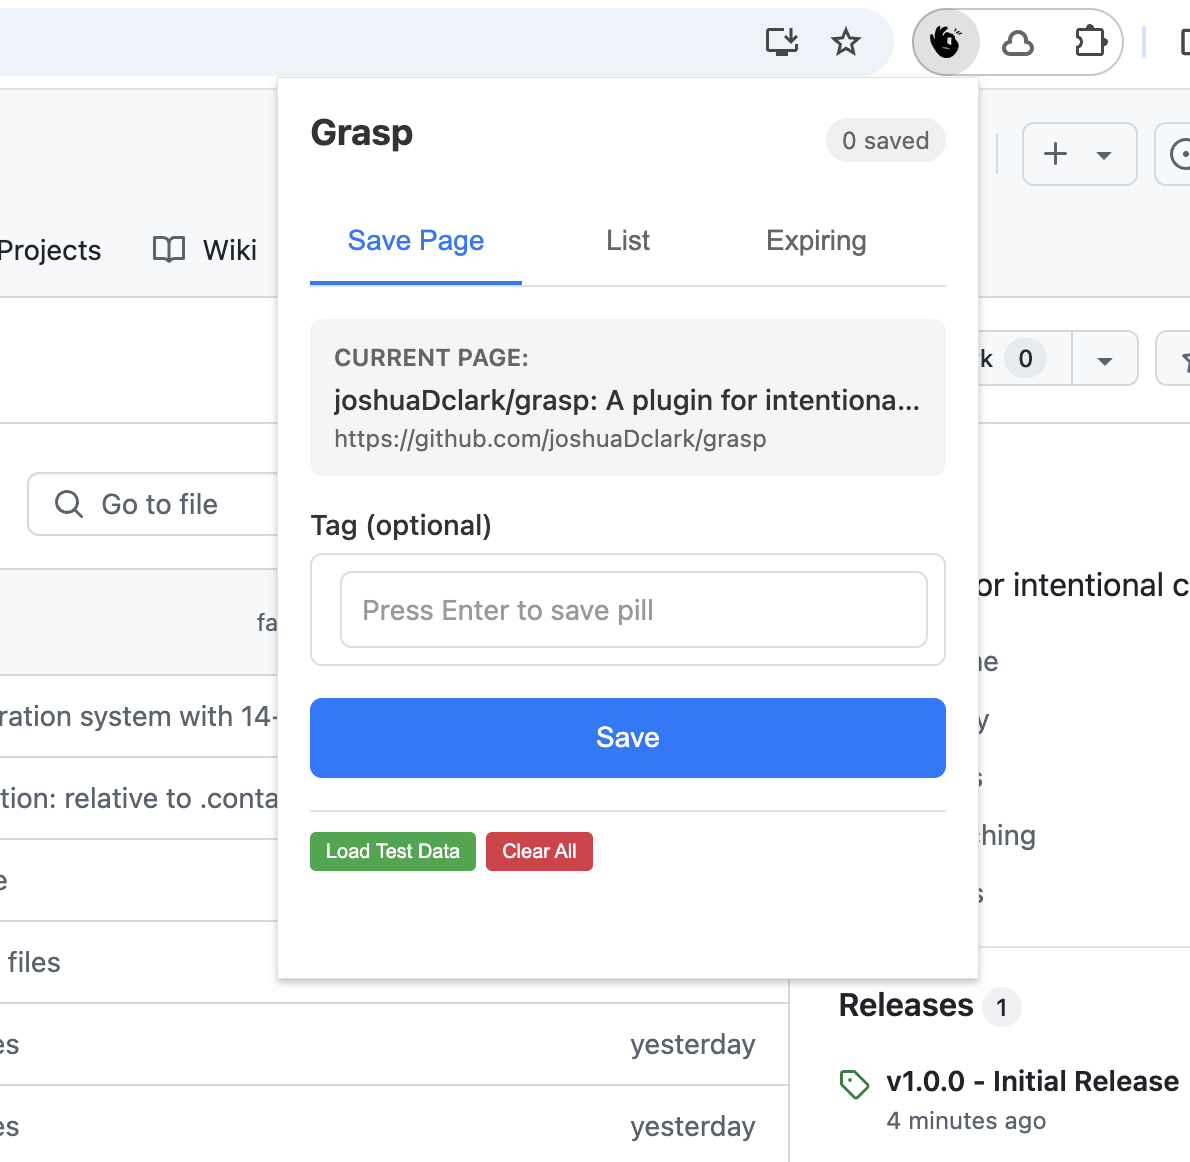 Grasp
0 saved
Projects
Wiki
Save Page
List
Expiring
CURRENT PAGE:
joshuaDclark/grasp: A plugin for intentiona...
https://github.com/joshuaDclark/grasp
0
Go to file
Tag (optional)
Press Enter to save pill
or intentional c
Save
ration system with 14-
tion: relative to .conta
Load Test Data
Clear All
ching
files
Releases 1
es
yesterday
v1.0.0 - Initial Release
4 minutes ago
es
yesterday